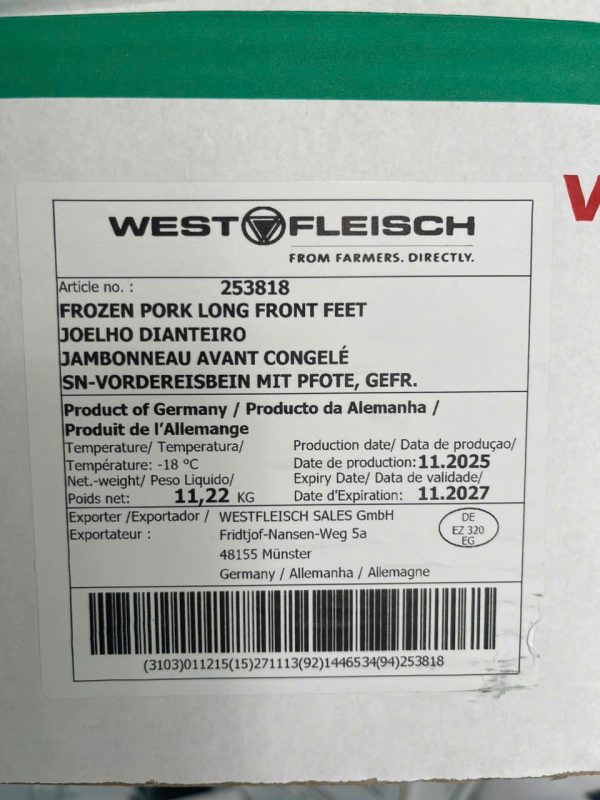 WESTFLEISCH
FROM FARMERS. DIRECTLY.
Article no. : 253818
FROZEN PORK LONG FRONT FEET
JOELHO DIANTEIRO
JAMBONNEAU AVANT CONGELÉ
SN-VORDEREISBEIN MIT PFOTE, GEFR.
Product of Germany / Producto da Alemanha /
Produit de l'Allemange
Temperature/ Temperatura/
Température: -18 °C
Net.-weight/ Peso Liquido/
Poids net: 11,22 KG
Production date/ Data de produçao/
Date de production: 11.2025
Expiry Date/ Data de validade/
Date d'Expiration: 11.2027
Exporter /Exportador / WESTFLEISCH SALES GmbH
Exportateur : Fridtjof-Nansen-Weg 5a
48155 Münster
Germany / Allemanha / Allemagne
DE
EZ 320
EG
(3103)011215(15)271113(92)1446534(94)253818